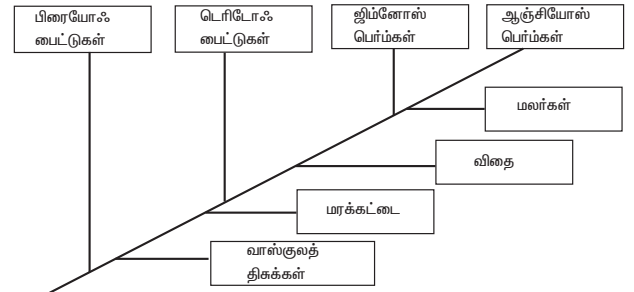 பிரையோஃ
பைட்டுகள்
டெரிடோஃ
பைட்டுகள்
ஜிம்னோஸ்
பெர்ம்கள்
ஆஞ்சியோஸ்
பெர்ம்கள்
மலர்கள்
விதை
மரக்கட்டை
வாஸ்குலத்
திசுக்கள்